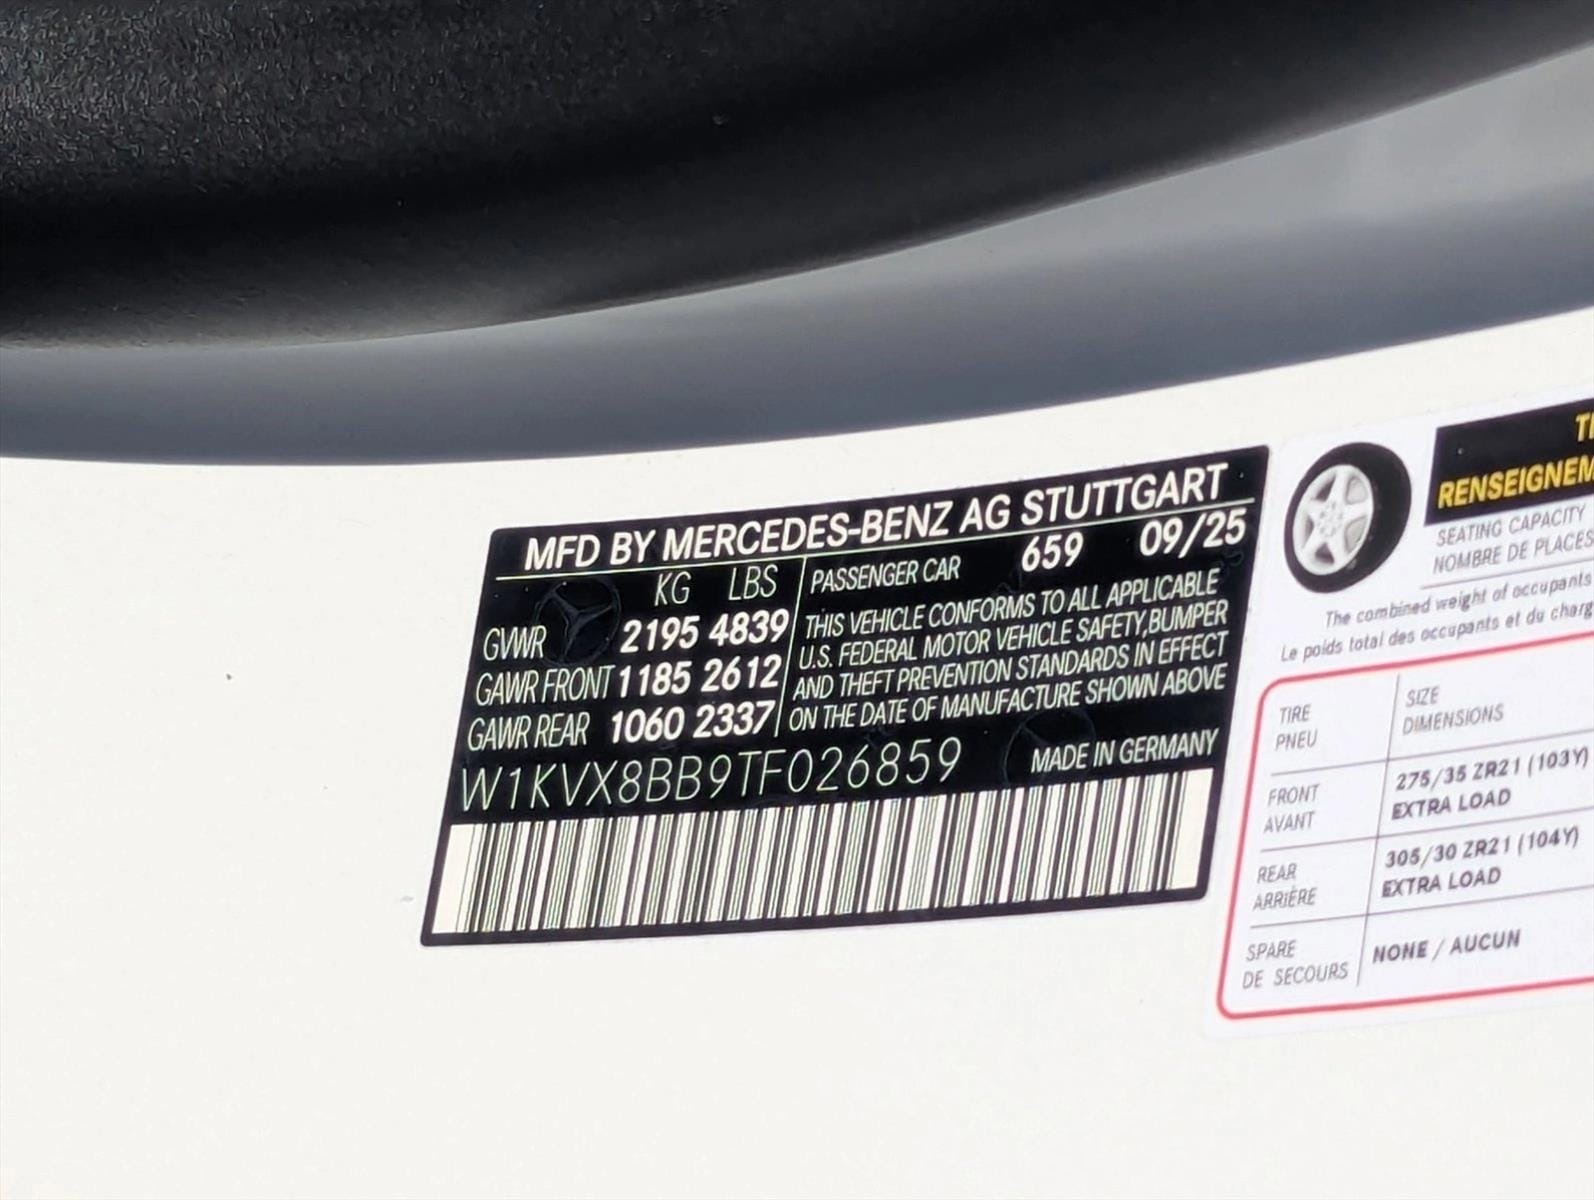 MFD BY MERCEDES-BENZ AG STUTTGART
KG LBS
GVWR 2195 4839
GAWR FRONT 1185 2612
GAWR REAR 1060 2337
PASSENGER CAR 659 09/25
THIS VEHICLE CONFORMS TO ALL APPLICABLE
U.S. FEDERAL MOTOR VEHICLE SAFETY,BUMPER
AND THEFT PREVENTION STANDARDS IN EFFECT
ON THE DATE OF MANUFACTURE SHOWN ABOVE
W1KVX8BB9TF026859
MADE IN GERMANY
RENSEIGNEM
SEATING CAPACITY
NOMBRE DE PLACES
The combined weight of occupants
Le poids total des occupants et du charg
TIRE
PNEU
SIZE
DIMENSIONS
FRONT
AVANT
275/35 ZR21 (103Y)
EXTRA LOAD
REAR
ARRIÈRE
305/30 ZR21 (104Y)
EXTRA LOAD
SPARE
DE SECOURS
NONE / AUCUN